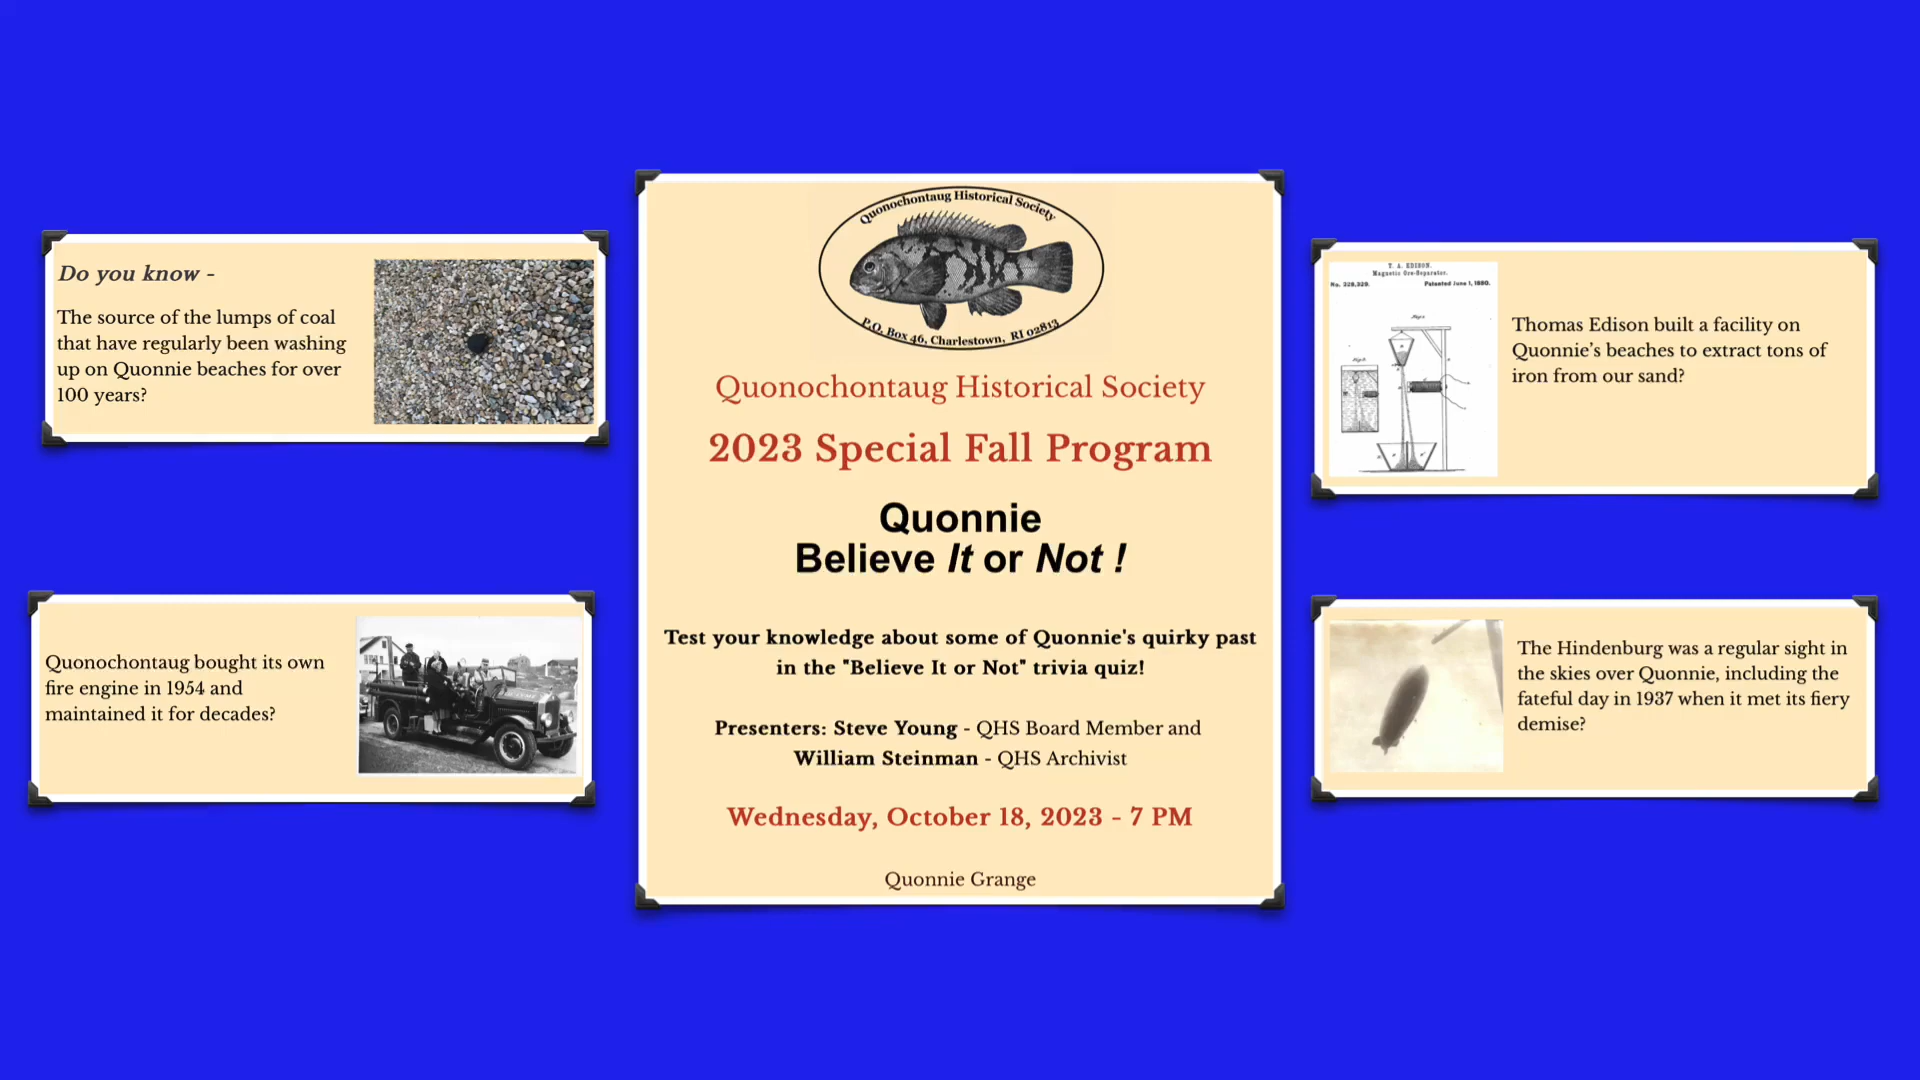 Do you know -
The source of the lumps of coal
that have regularly been washing
up on Quonnie beaches for over
100 years?
Quonochontaug bought its own
fire engine in 1954 and
maintained it for decades?
Quonochontaug Historical Society
P.O. Box 46, Charlestown, RI 02813
Quonochontaug Historical Society
2023 Special Fall Program
Quonnie
Believe It or Not !
Test your knowledge about some of Quonnie's quirky past
in the "Believe It or Not" trivia quiz!
Presenters: Steve Young - QHS Board Member and
William Steinman - QHS Archivist
Wednesday, October 18, 2023 - 7 PM
Quonnie Grange
T. A. EDISON.
Magnetic Ore-Separator.
No. 228,329. Patented June 1, 1880.
Thomas Edison built a facility on
Quonnie’s beaches to extract tons of
iron from our sand?
The Hindenburg was a regular sight in
the skies over Quonnie, including the
fateful day in 1937 when it met its fiery
demise?